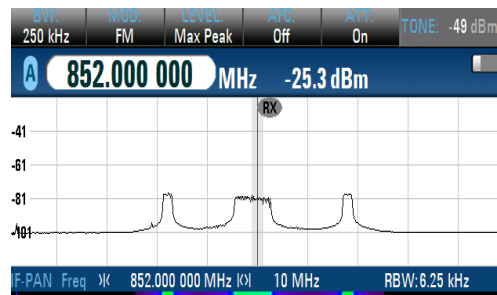 BW: MOD: LEVEL: AFC: ATT:
250 kHz FM Max Peak Off On TONE: -49 dBm
A 852.000 000 MHz -25.3 dBm
RX
-41
-61
-81
-101
IF-PAN Freq 852.000 000 MHz 10 MHz RBW: 6.25 kHz